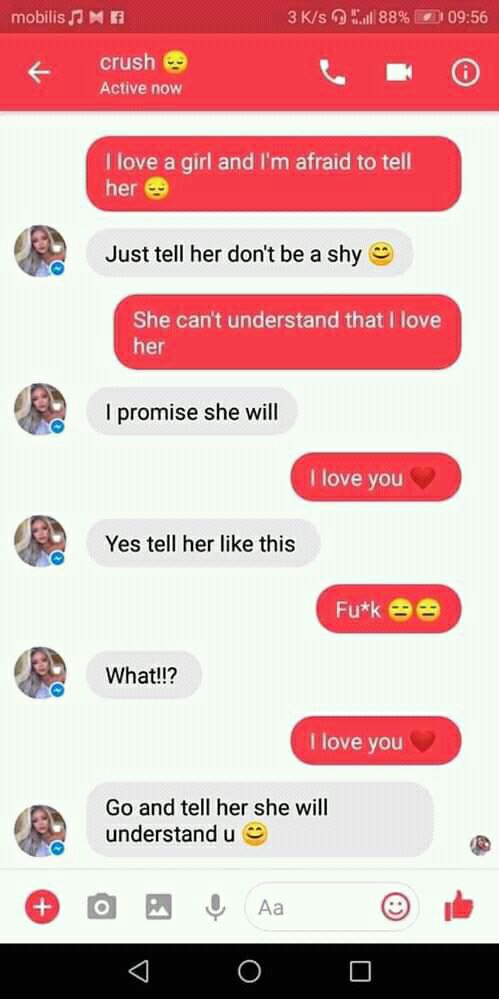 mobilis 3 K/s 88% 09:56
crush 😔
Active now
I love a girl and I'm afraid to tell
her 😔
Just tell her don't be a shy 😊
She can't understand that I love
her
I promise she will
I love you ❤️
Yes tell her like this
Fu*k 😑😑
What!!?
I love you ❤️
Go and tell her she will
understand u 😊
Aa